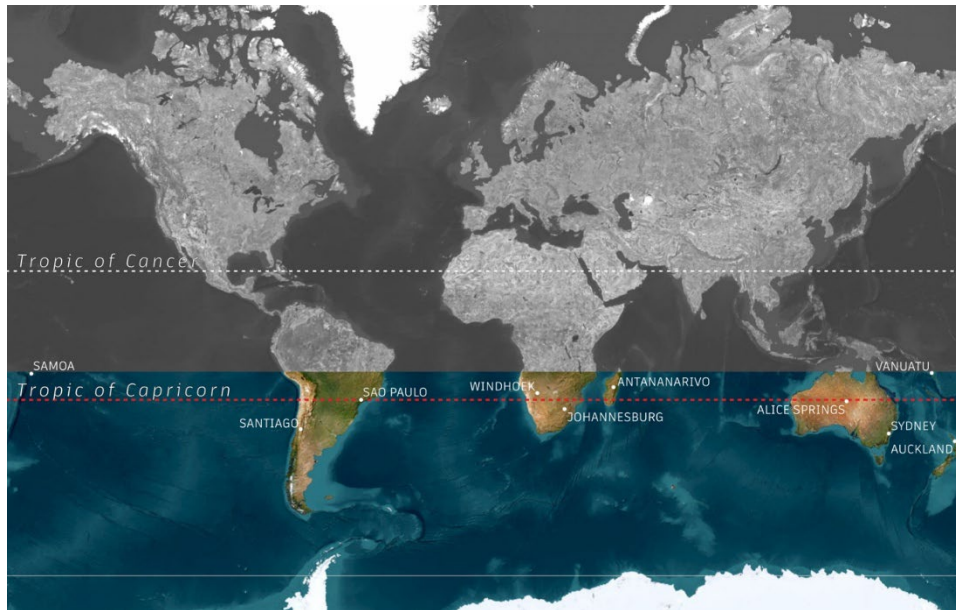 Tropic of Cancer
SAMOA
VANUATU
Tropic of Capricorn
WINDHOEK
ANTANANARIVO
SAO PAULO
ALICE SPRINGS
JOHANNESBURG
SANTIAGO
SYDNEY
AUCKLAND